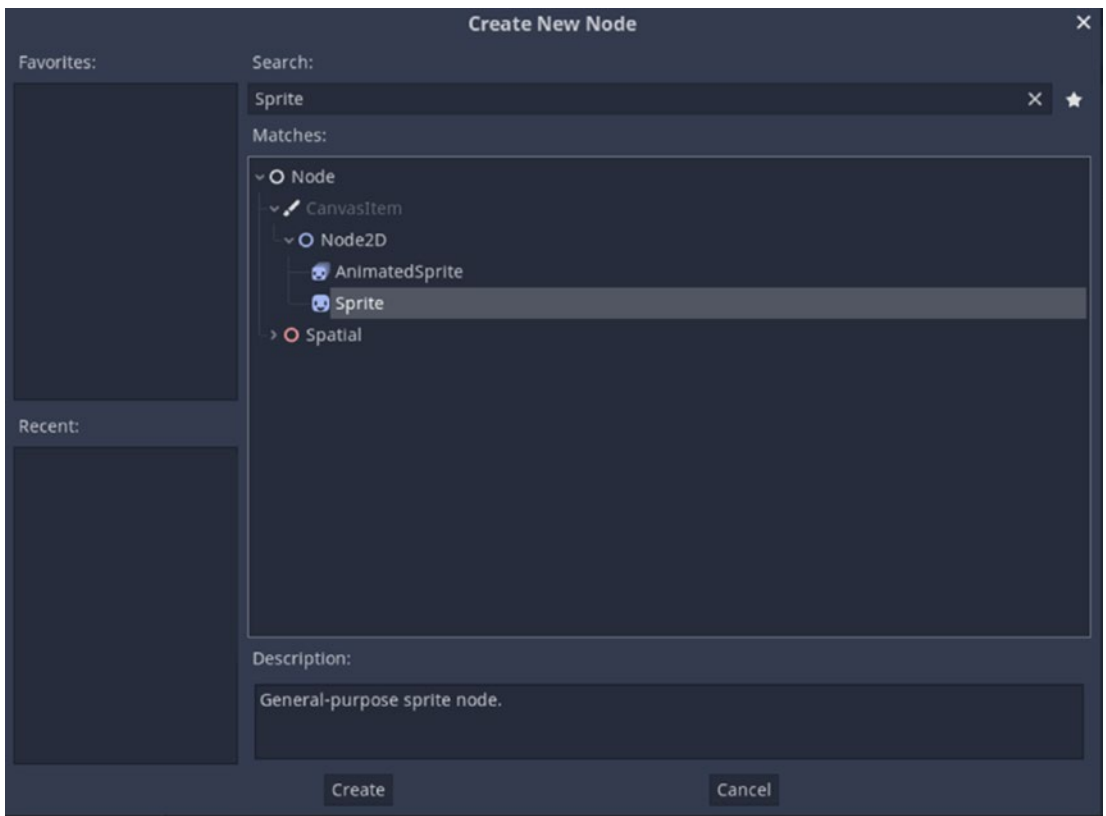 Create New Node
Favorites:
Search:
Sprite
Matches:
Node
CanvasItem
Node2D
AnimatedSprite
Sprite
Spatial
Recent:
Description:
General-purpose sprite node.
Create
Cancel